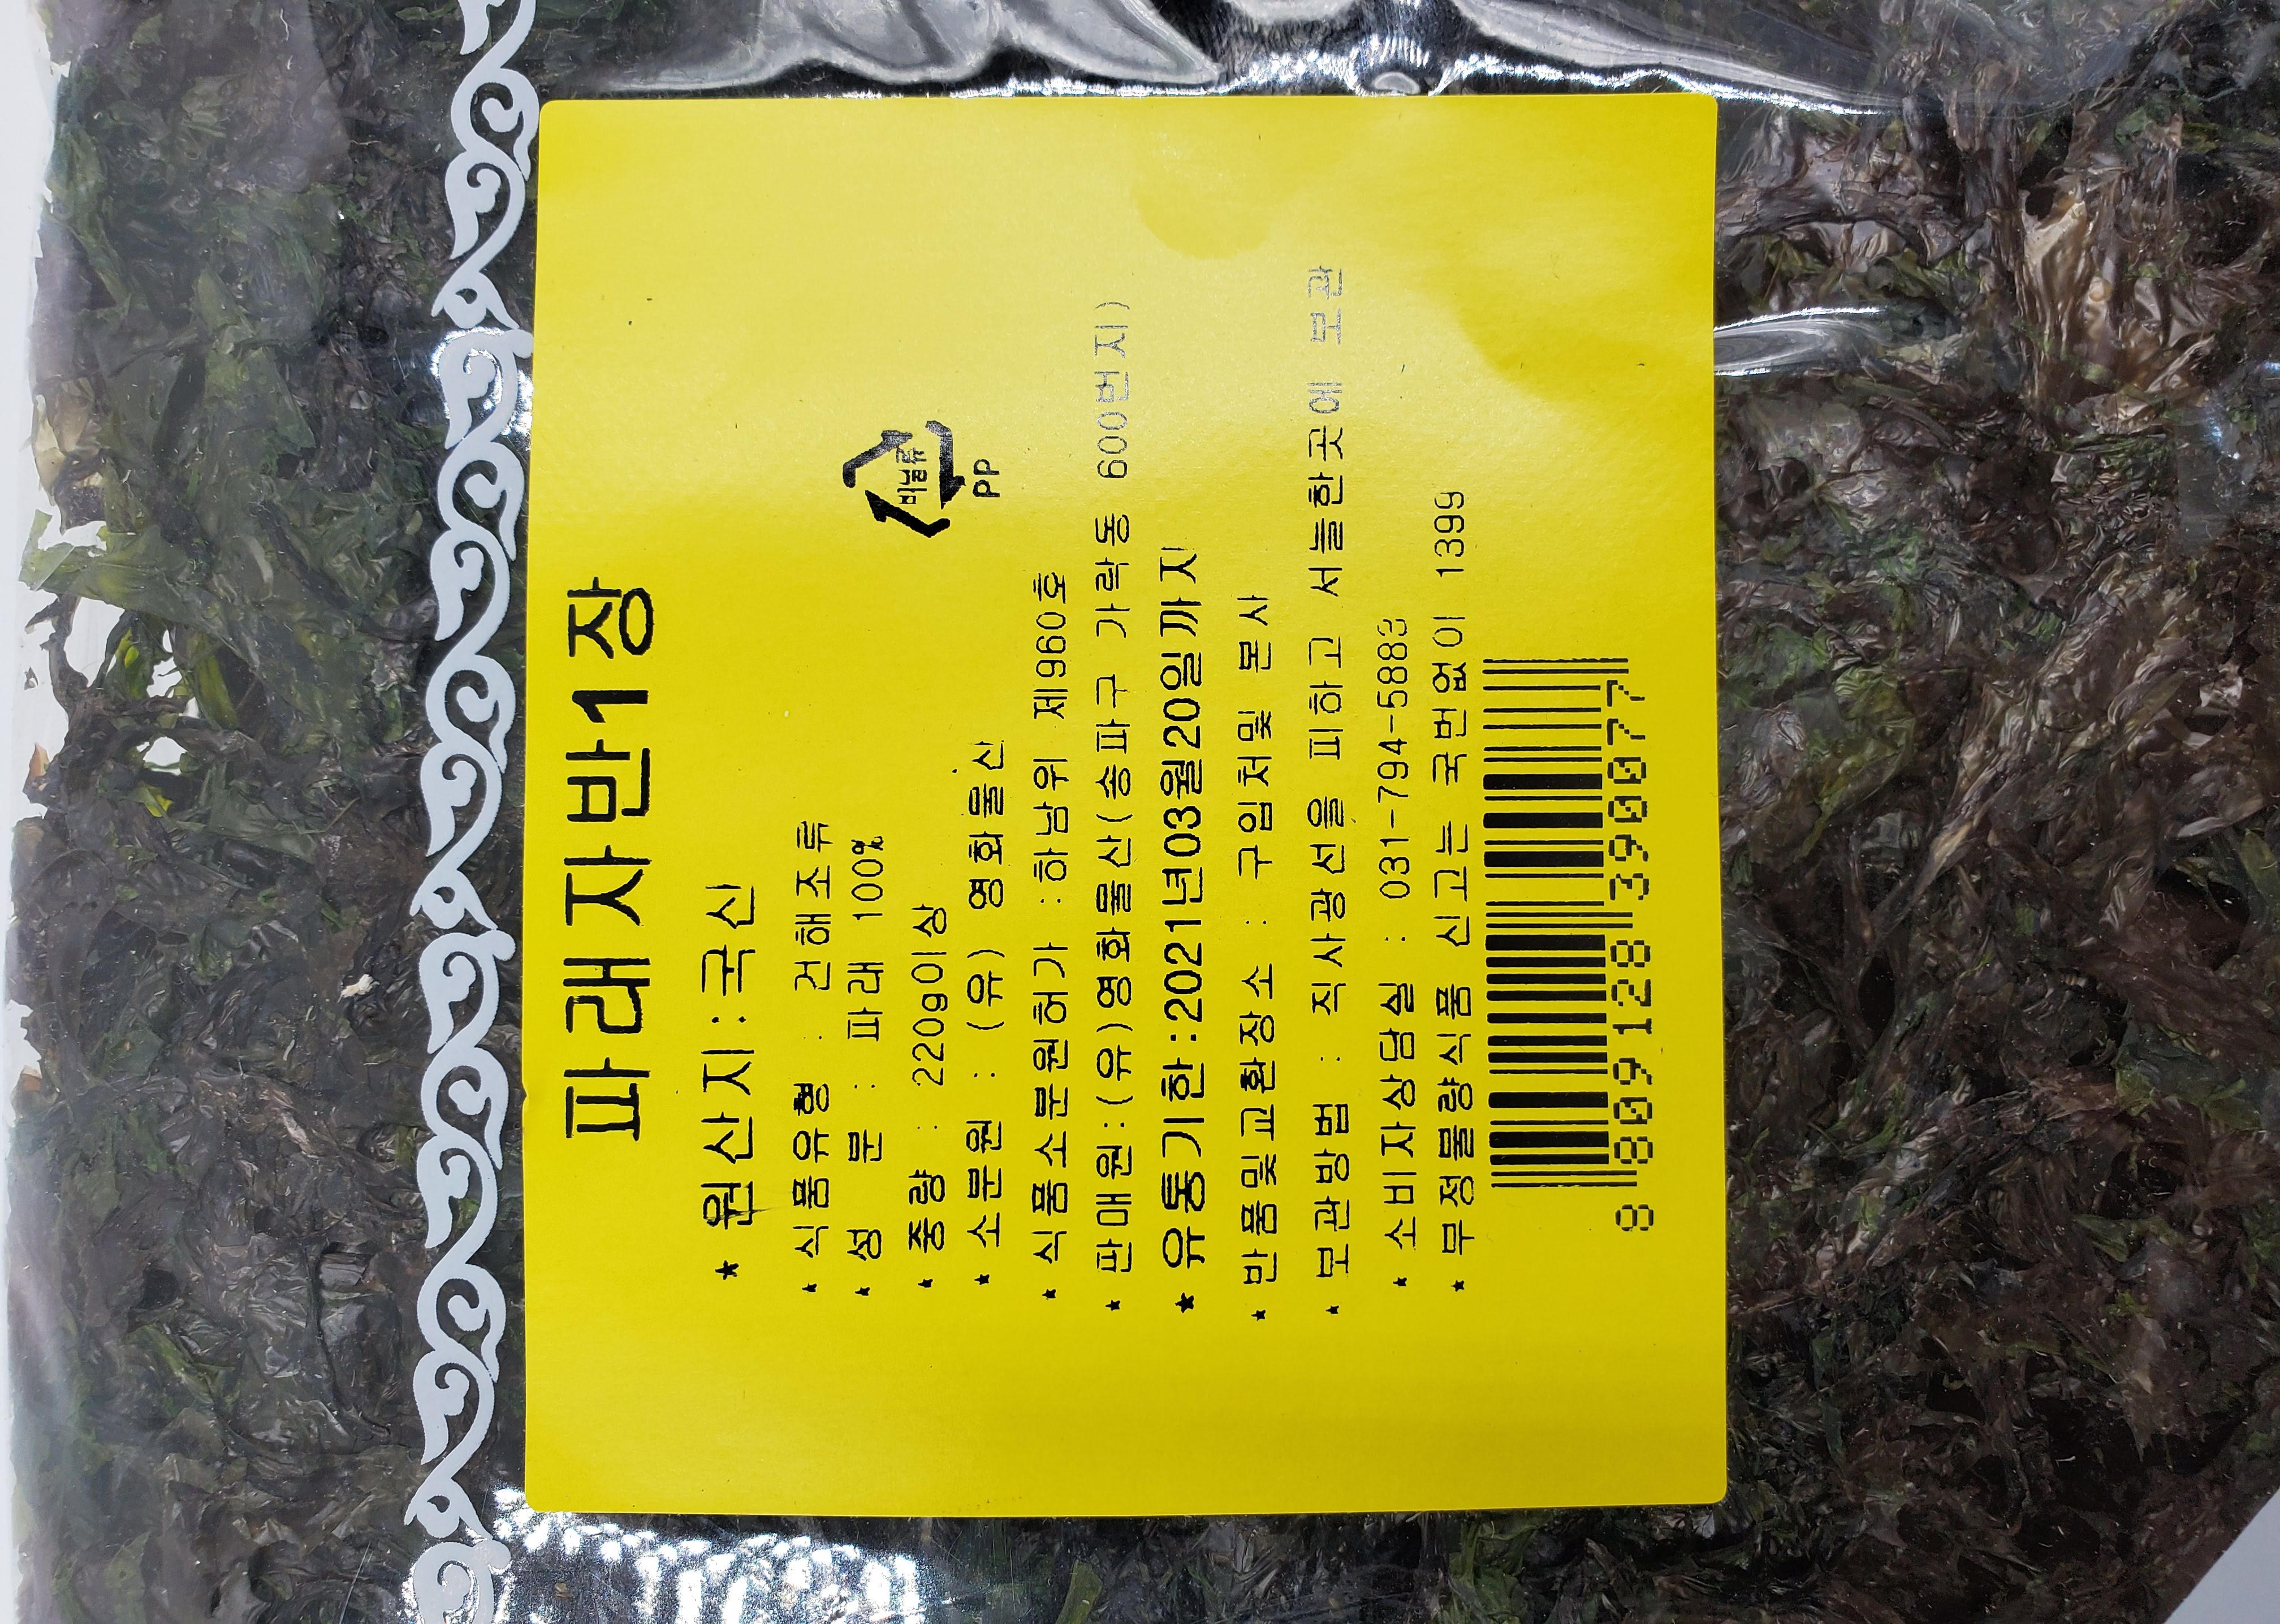 파래자반1장
* 원산지:국산
* 식품유형 : 건해조류
* 성 분 : 파래 100%
* 중량 : 220g이상
* 소분원 : (유) 영화물산
* 식품소분원허가 : 하남위 제960호
* 판매원:(유)영화물산(송파구 가락동 600번지)
* 유통기한:2021년03월20일까지
* 반품및교환장소 : 구입처및 본사
* 보관방법 : 직사광선을 피하고 서늘한곳에 보관
* 소비자상담실 : 031-794-5883
* 부정불량식품 신고는 국번없이 1399
비닐류
PP
8 809128 390077